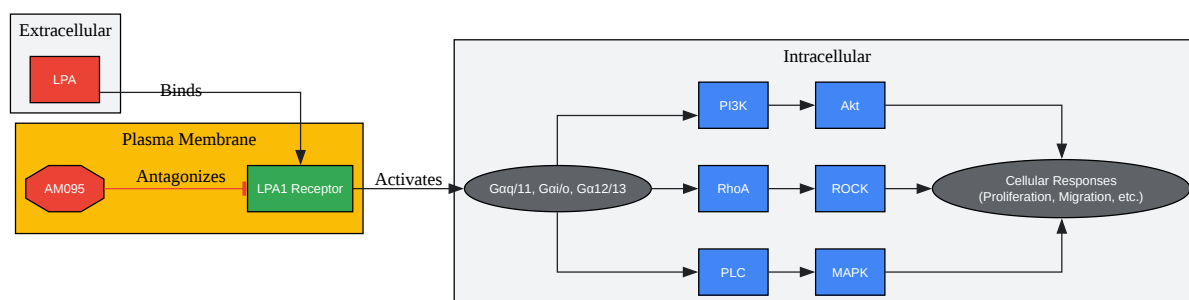 Extracellular
LPA
Binds
Plasma Membrane
AM095
Antagonizes
LPA1 Receptor
Activates
Intracellular
Gαq/11, Gαi/o, Gα12/13
PI3K
Akt
RhoA
ROCK
PLC
MAPK
Cellular Responses
(Proliferation, Migration, etc.)